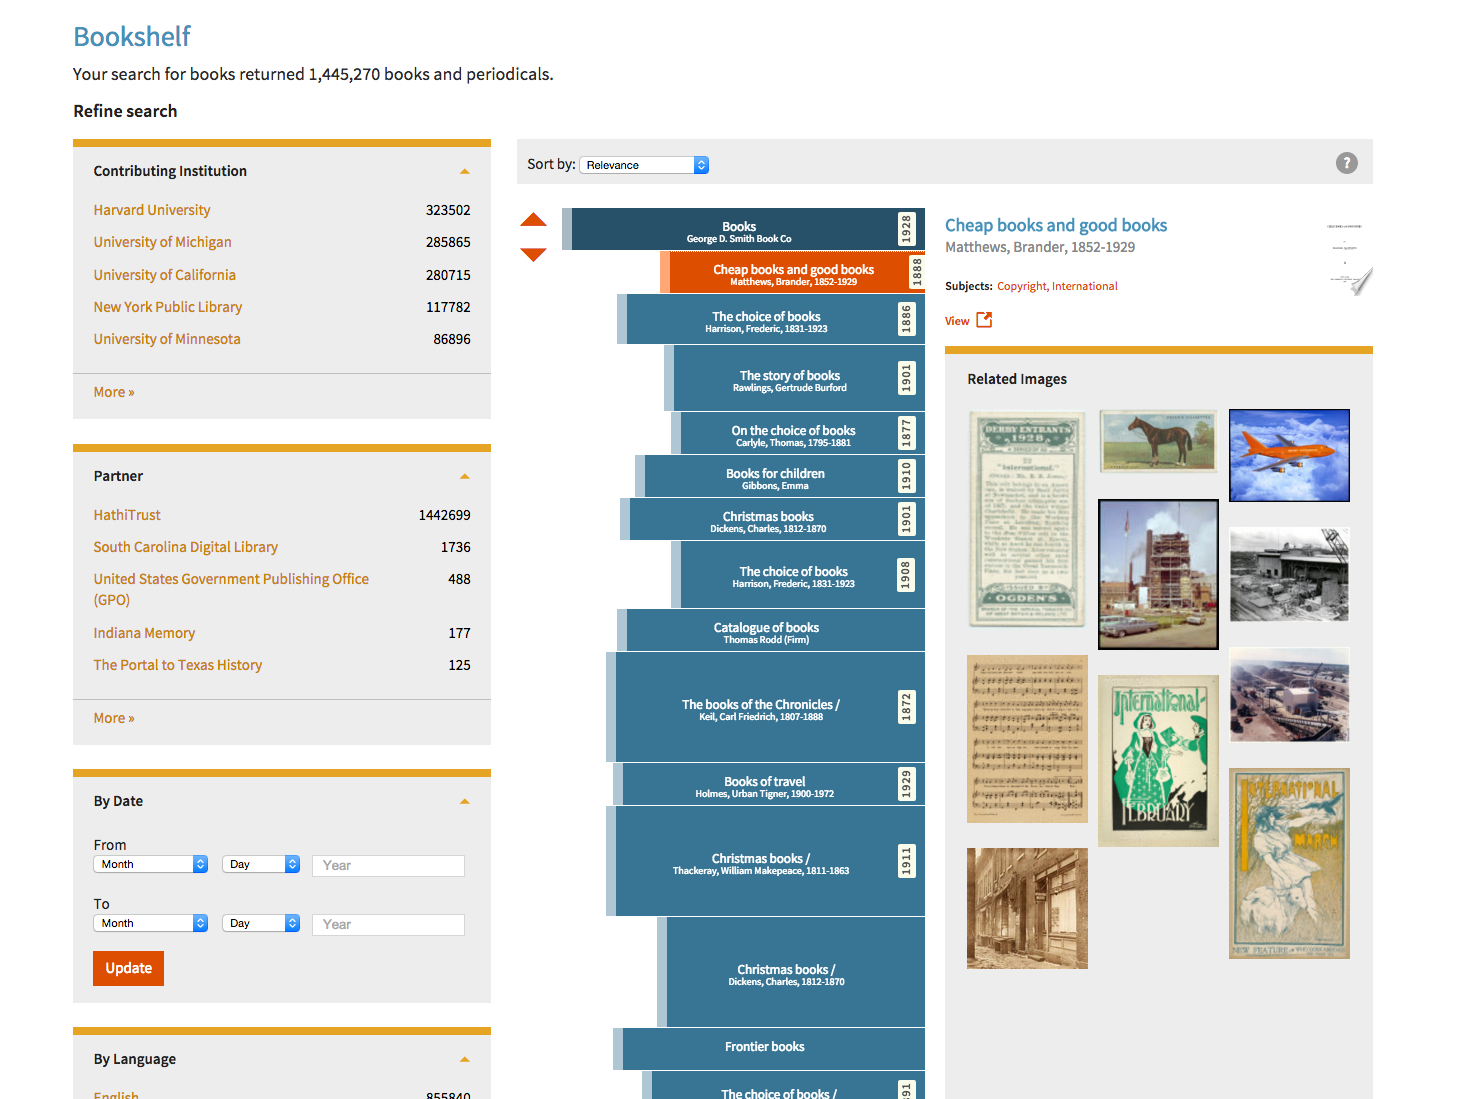 Bookshelf
Your search for books returned 1,445,270 books and periodicals.
Refine search
Contributing Institution
Harvard University 323502
University of Michigan 285865
University of California 280715
New York Public Library 117782
University of Minnesota 86896
More »
Partner
HathiTrust 1442699
South Carolina Digital Library 1736
United States Government Publishing Office 488
(GPO)
Indiana Memory 177
The Portal to Texas History 125
More »
By Date
From
Month Day Year
To
Month Day Year
Update
By Language
English 855840
Sort by: Relevance
?
Books
George D. Smith Book Co
1928
Cheap books and good books
Matthews, Brander, 1852-1929
1888
The choice of books
Harrison, Frederic, 1831-1923
1886
The story of books
Rawlings, Gertrude Burford
1901
On the choice of books
Carlyle, Thomas, 1795-1881
1877
Books for children
Gibbons, Emma
1910
Christmas books
Dickens, Charles, 1812-1870
1901
The choice of books
Harrison, Frederic, 1831-1923
1908
Catalogue of books
Thomas Rodd (Firm)
The books of the Chronicles /
Keil, Carl Friedrich, 1807-1888
1872
Books of travel
Holmes, Urban Tigner, 1900-1972
1929
Christmas books /
Thackeray, William Makepeace, 1811-1863
1911
Christmas books /
Dickens, Charles, 1812-1870
Frontier books
The choice of books /
Cheap books and good books
Matthews, Brander, 1852-1929
Subjects: Copyright, International
View
Related Images
DERBY ENTRANTS
1928
"International."
OGDEN'S
International
FEBRUARY
INTERNATIONAL
MARCH
NEW FEATURE